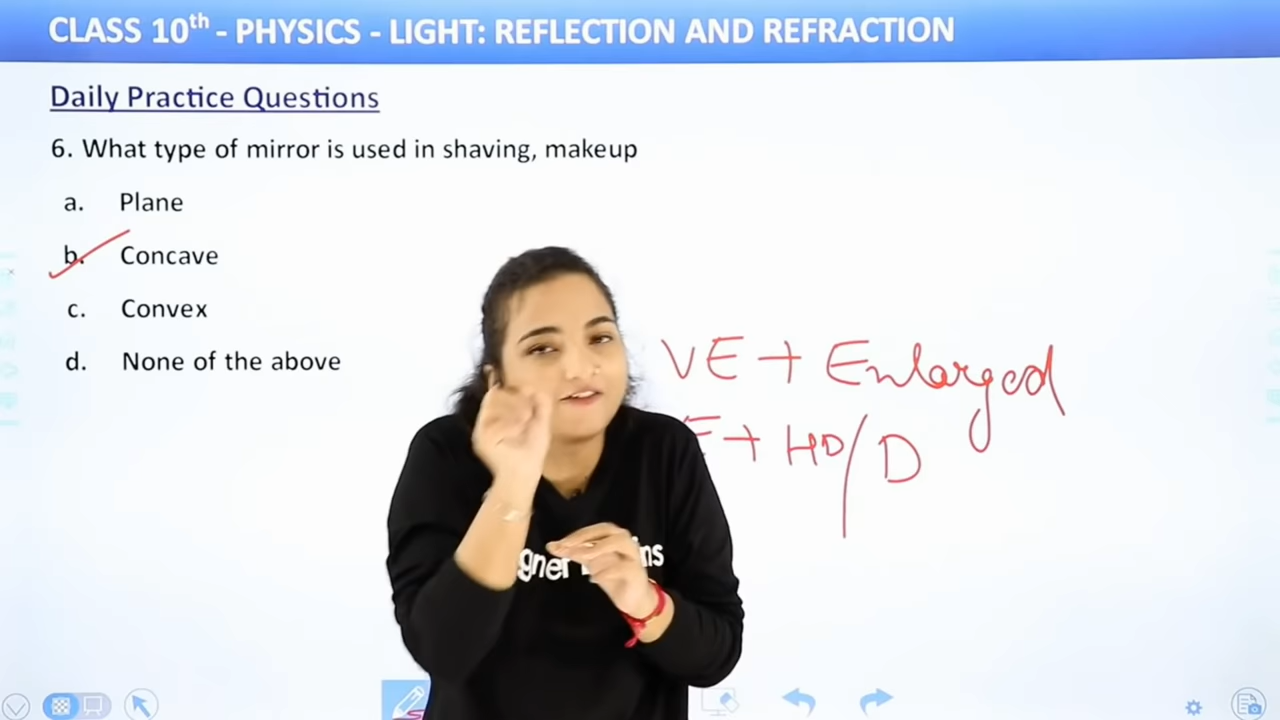 CLASS 10th - PHYSICS - LIGHT: REFLECTION AND REFRACTION
Daily Practice Questions
6. What type of mirror is used in shaving, makeup
a. Plane
b. Concave
c. Convex
d. None of the above
VE + Enlarged
E + HD/D